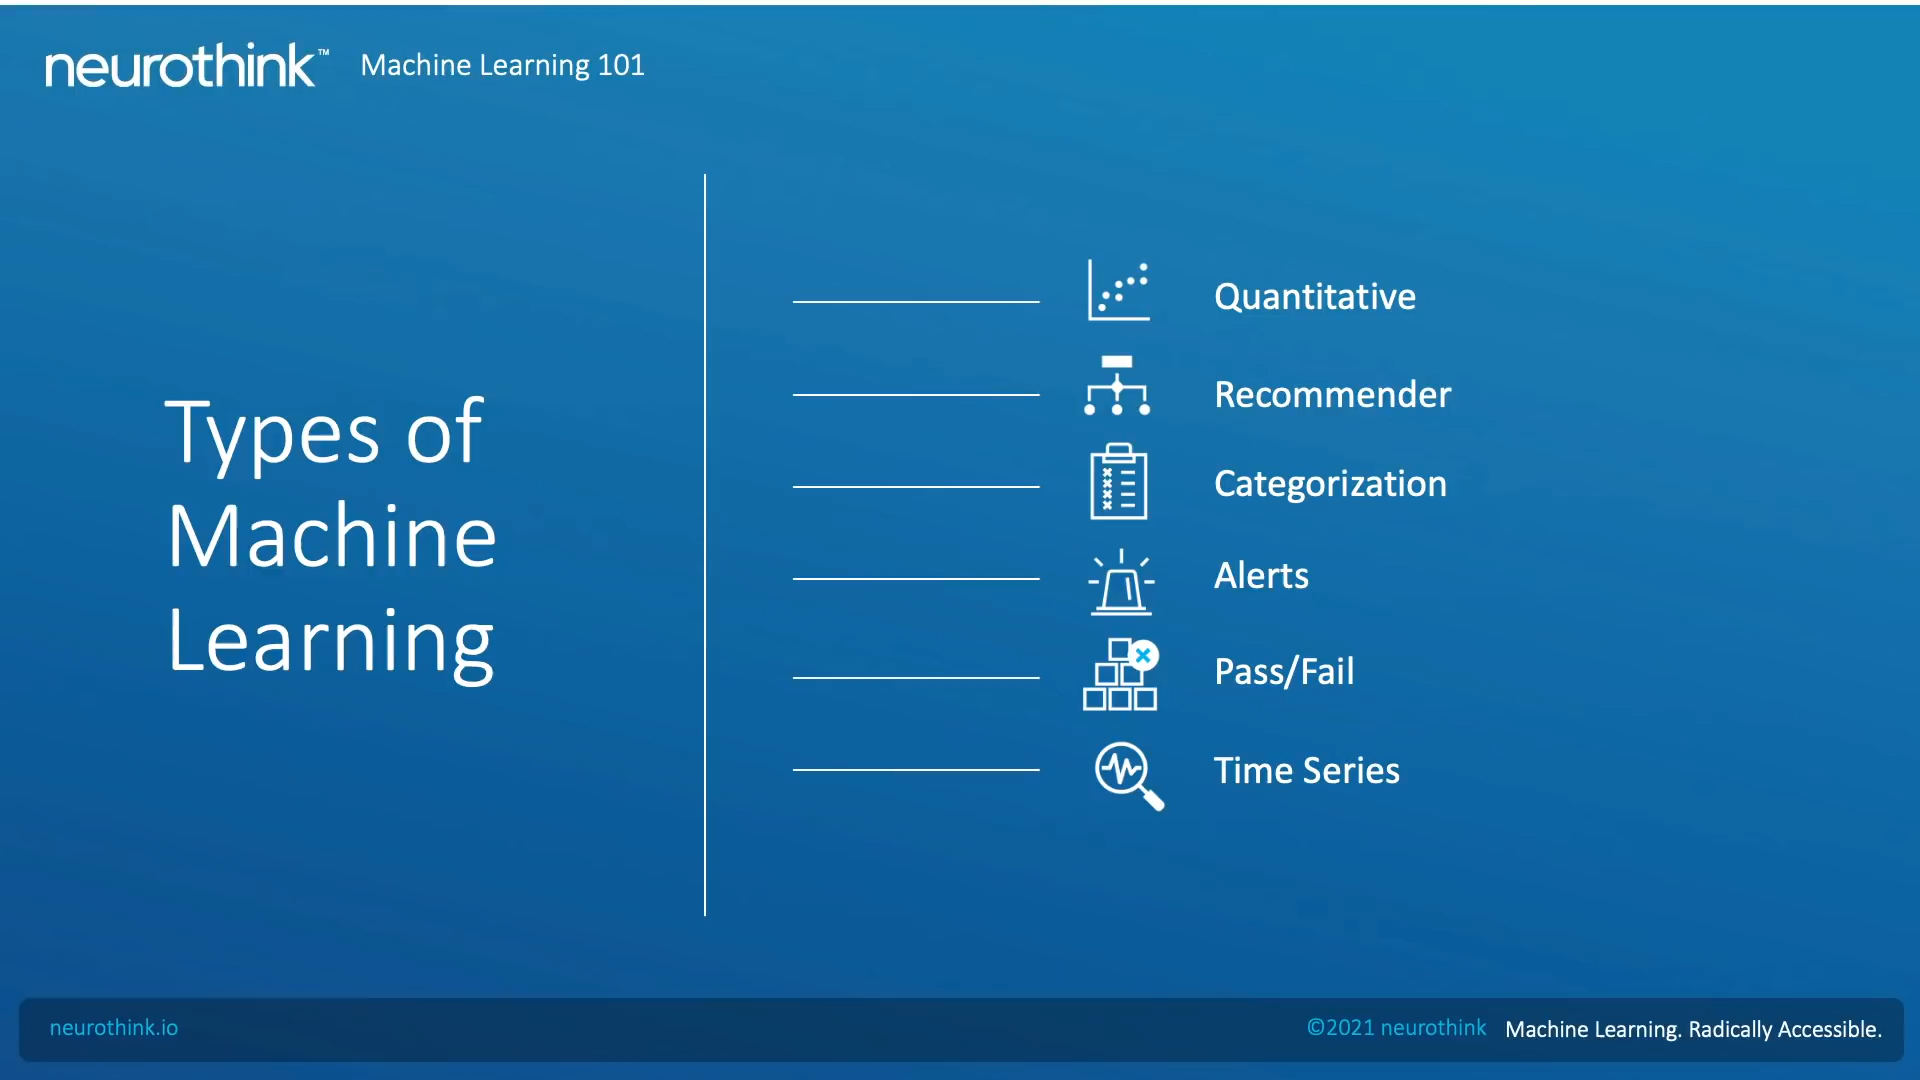 neurothink™ Machine Learning 101
Types of
Machine
Learning
Quantitative
Recommender
Categorization
Alerts
Pass/Fail
Time Series
neurothink.io
©2021 neurothink Machine Learning. Radically Accessible.